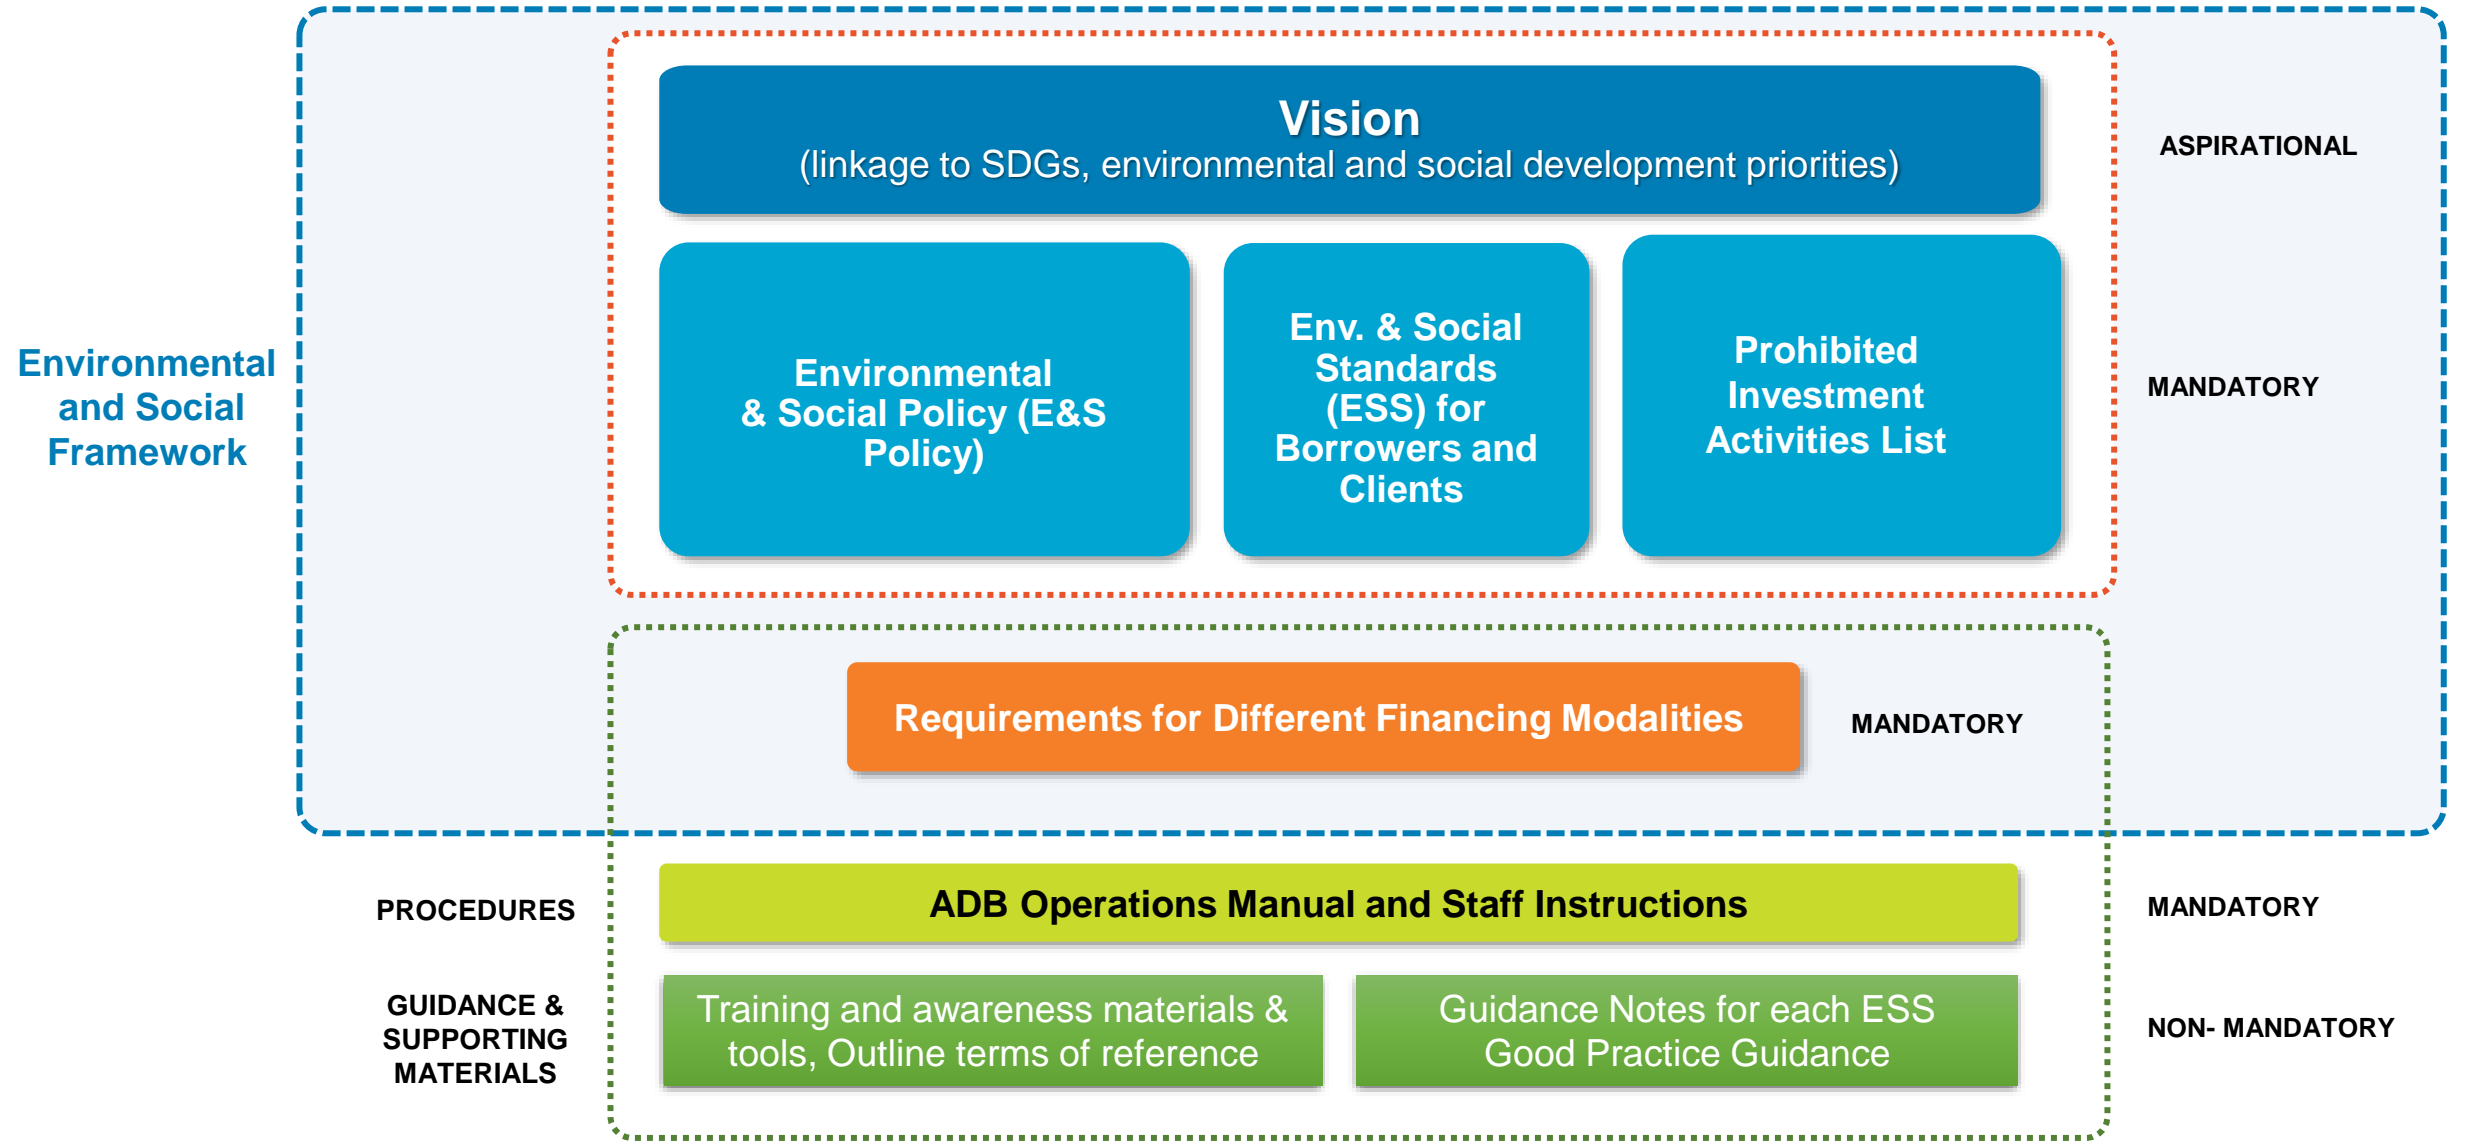 Vision
(linkage to SDGs, environmental and social development priorities)
ASPIRATIONAL
Environmental
and Social
Framework
Environmental
& Social Policy (E&S
Policy)
Env. & Social
Standards
(ESS) for
Borrowers and
Clients
Prohibited
Investment
Activities List
MANDATORY
Requirements for Different Financing Modalities
MANDATORY
PROCEDURES
ADB Operations Manual and Staff Instructions
MANDATORY
GUIDANCE &
SUPPORTING
MATERIALS
Training and awareness materials &
tools, Outline terms of reference
Guidance Notes for each ESS
Good Practice Guidance
NON- MANDATORY